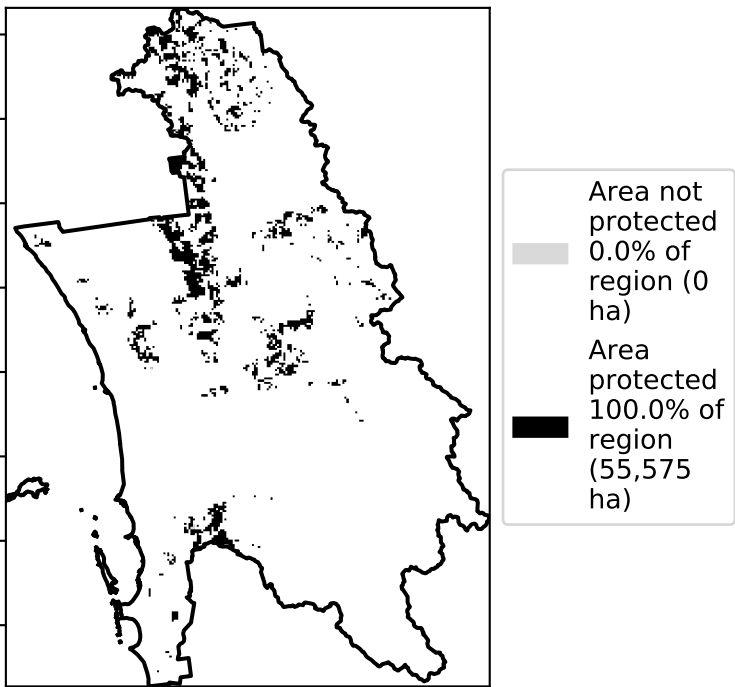 Area not
protected
0.0% of
region (0
ha)
Area
protected
100.0% of
region
(55,575
ha)